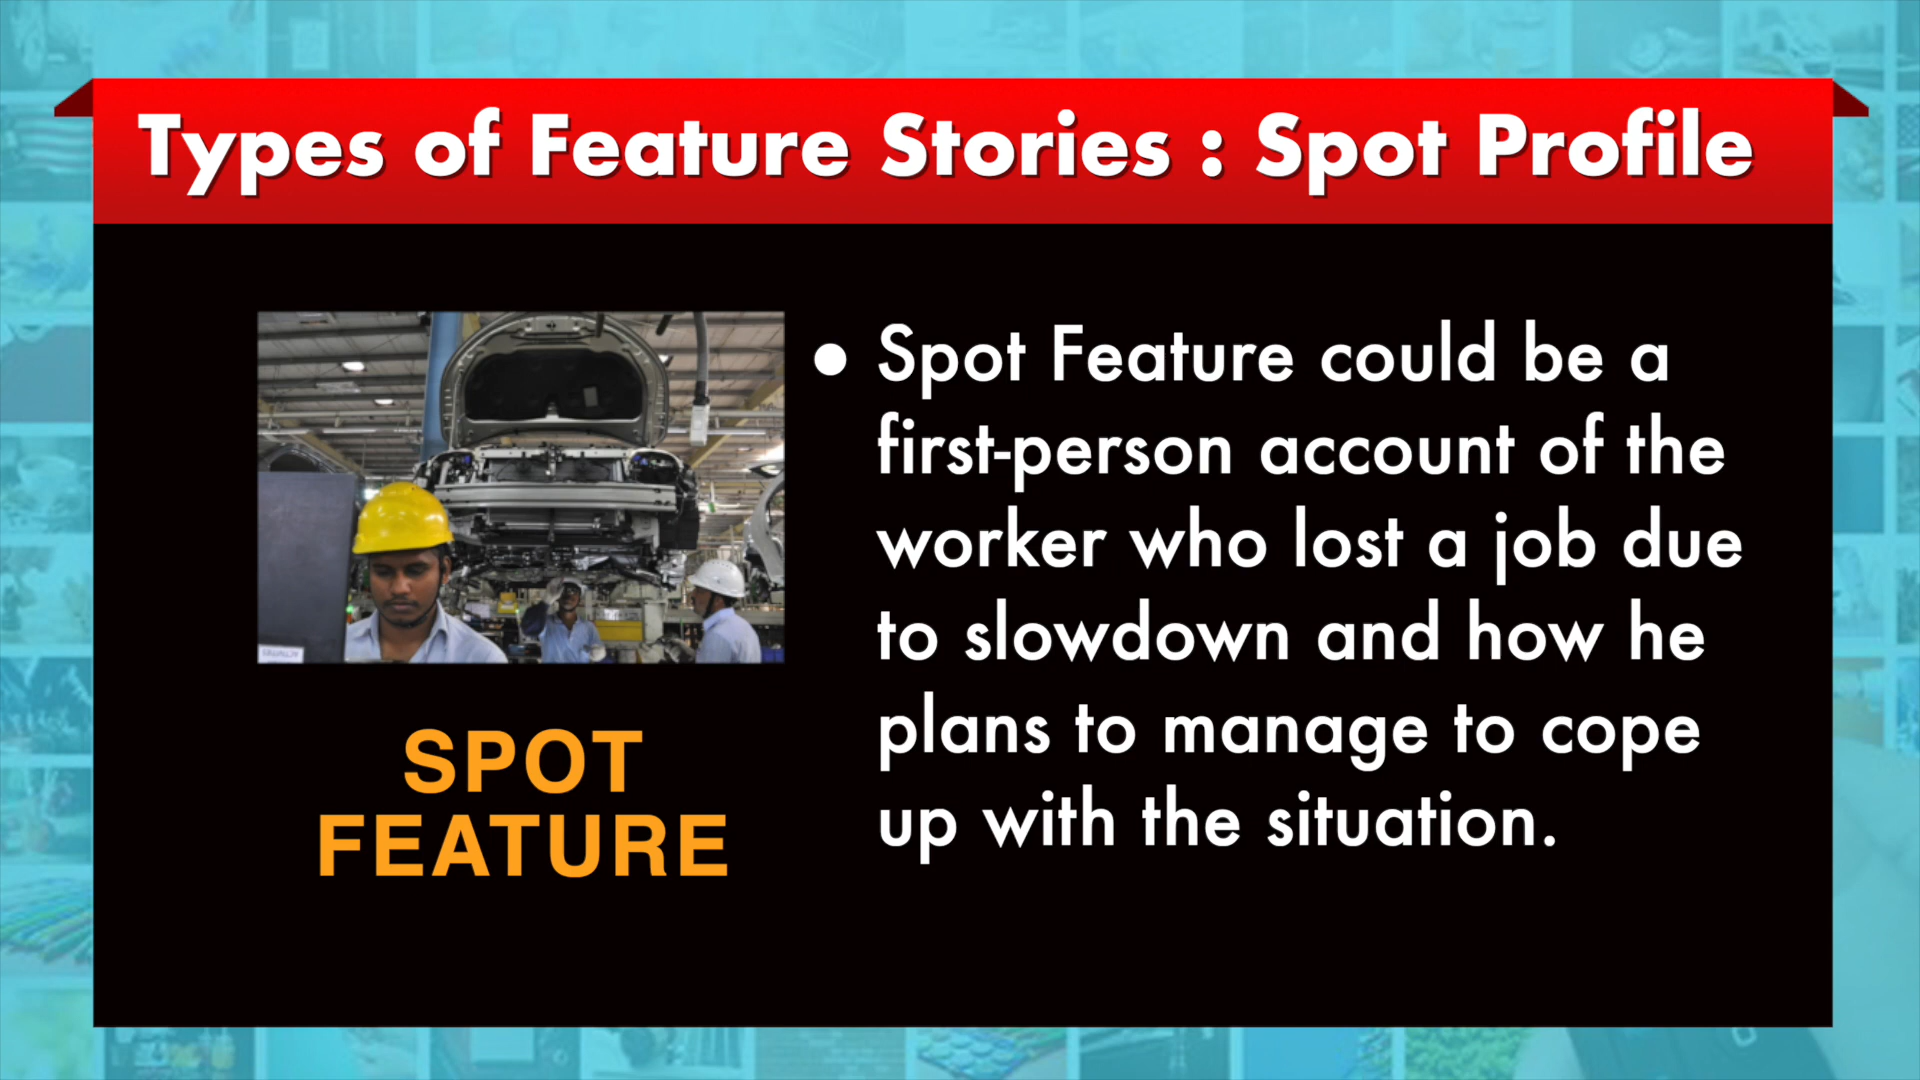 Types of Feature Stories : Spot Profile
● Spot Feature could be a
first-person account of the
worker who lost a job due
to slowdown and how he
plans to manage to cope
up with the situation.
SPOT
FEATURE